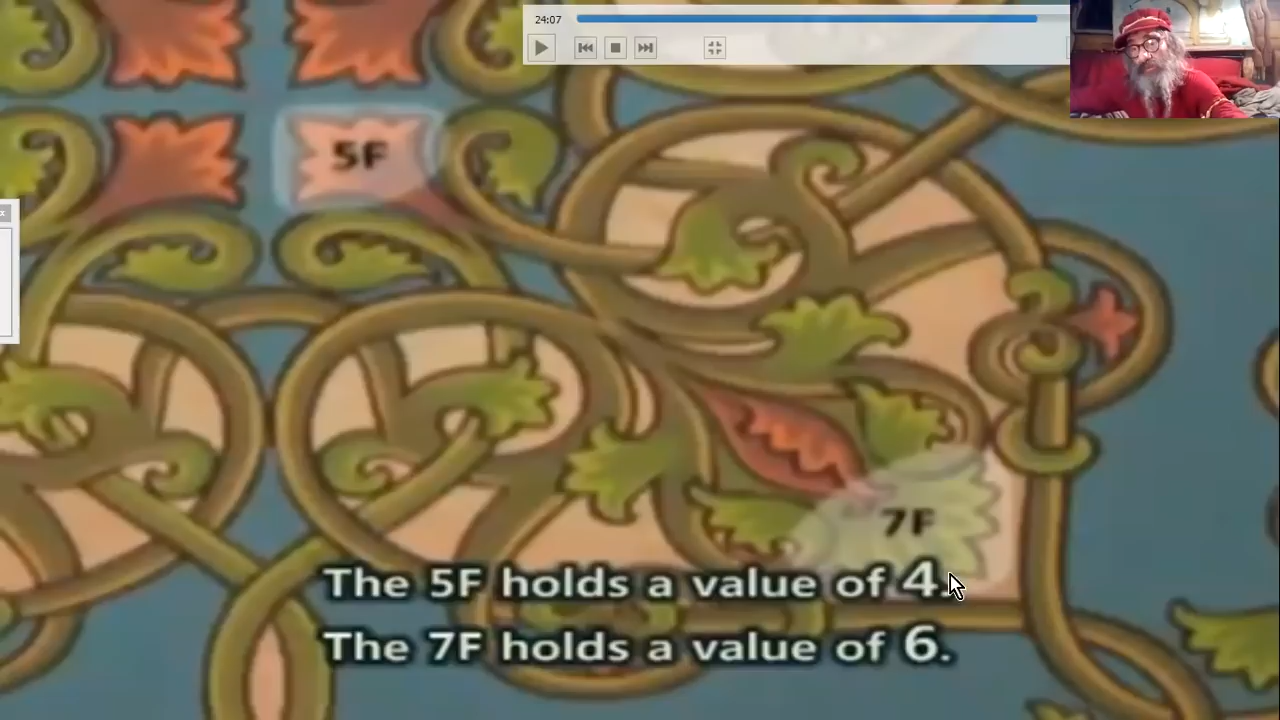 24:07
x
5F
7F
The 5F holds a value of 4.
The 7F holds a value of 6.